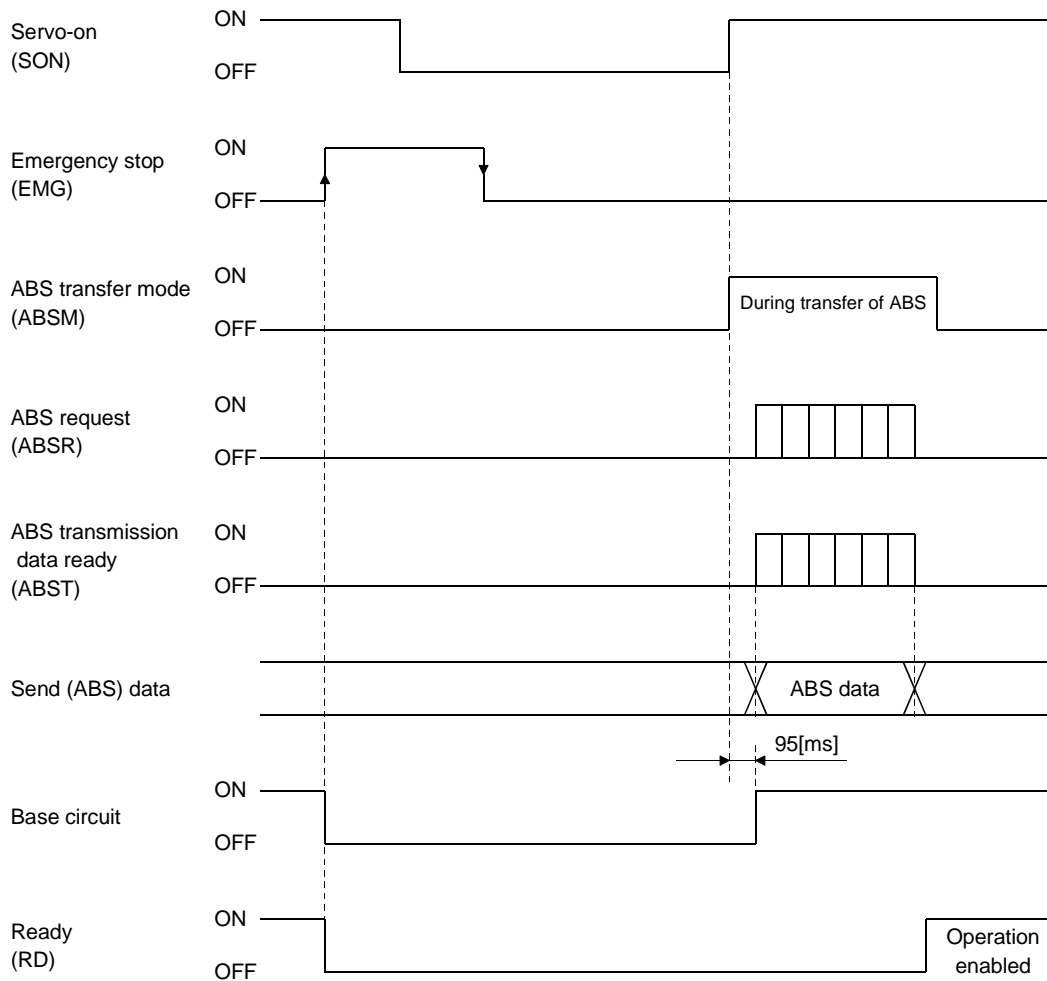 Servo-on
(SON)
ON
OFF
Emergency stop
(EMG)
ON
OFF
ABS transfer mode
(ABSM)
ON
OFF
During transfer of ABS
ABS request
(ABSR)
ON
OFF
ABS transmission
data ready
(ABST)
ON
OFF
Send (ABS) data
ABS data
95[ms]
Base circuit
ON
OFF
Ready
(RD)
ON
OFF
Operation
enabled